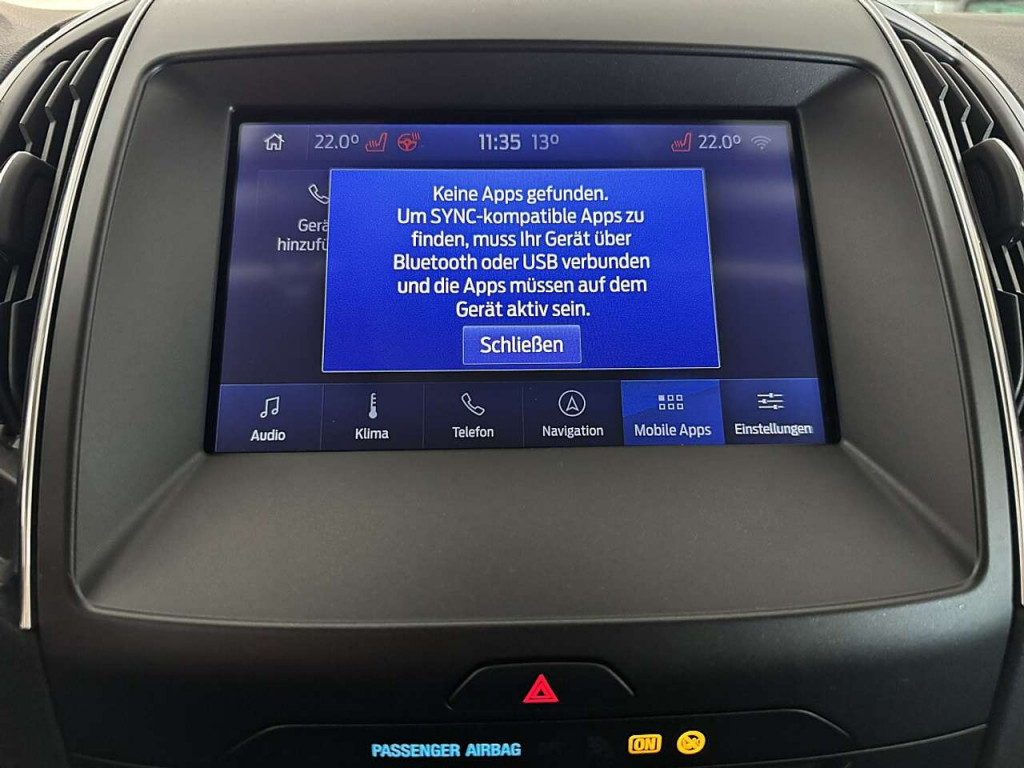 22.0° 11:35 13° 22.0°
Gerä
hinzufü
Keine Apps gefunden.
Um SYNC-kompatible Apps zu
finden, muss Ihr Gerät über
Bluetooth oder USB verbunden
und die Apps müssen auf dem
Gerät aktiv sein.
Schließen
Audio Klima Telefon Navigation Mobile Apps Einstellungen
PASSENGER AIRBAG ON